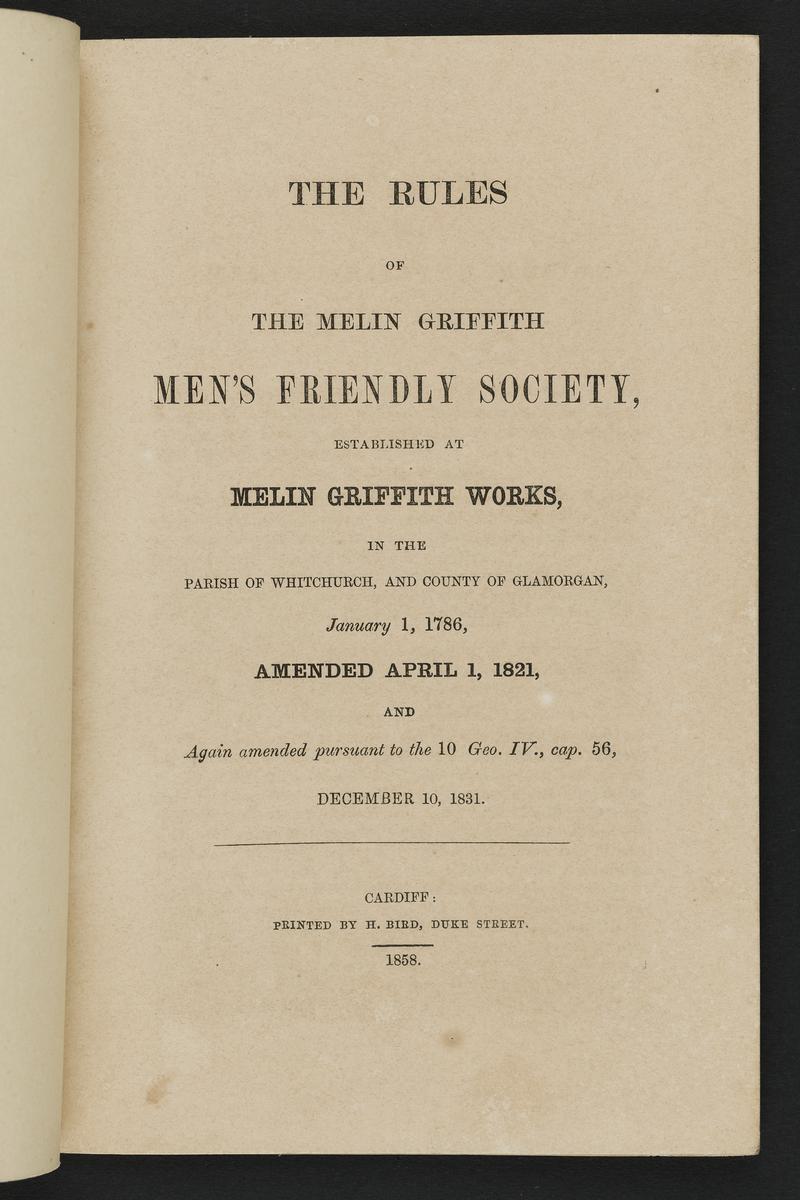 THE RULES
OF
THE MELIN GRIFFITH
MEN'S FRIENDLY SOCIETY,
ESTABLISHED AT
MELIN GRIFFITH WORKS,
IN THE
PARISH OF WHITCHURCH, AND COUNTY OF GLAMORGAN,
January 1, 1786,
AMENDED APRIL 1, 1821,
AND
Again amended pursuant to the 10 Geo. IV., cap. 56,
DECEMBER 10, 1831.
CARDIFF:
PRINTED BY H. BIRD, DUKE STREET.
1858.